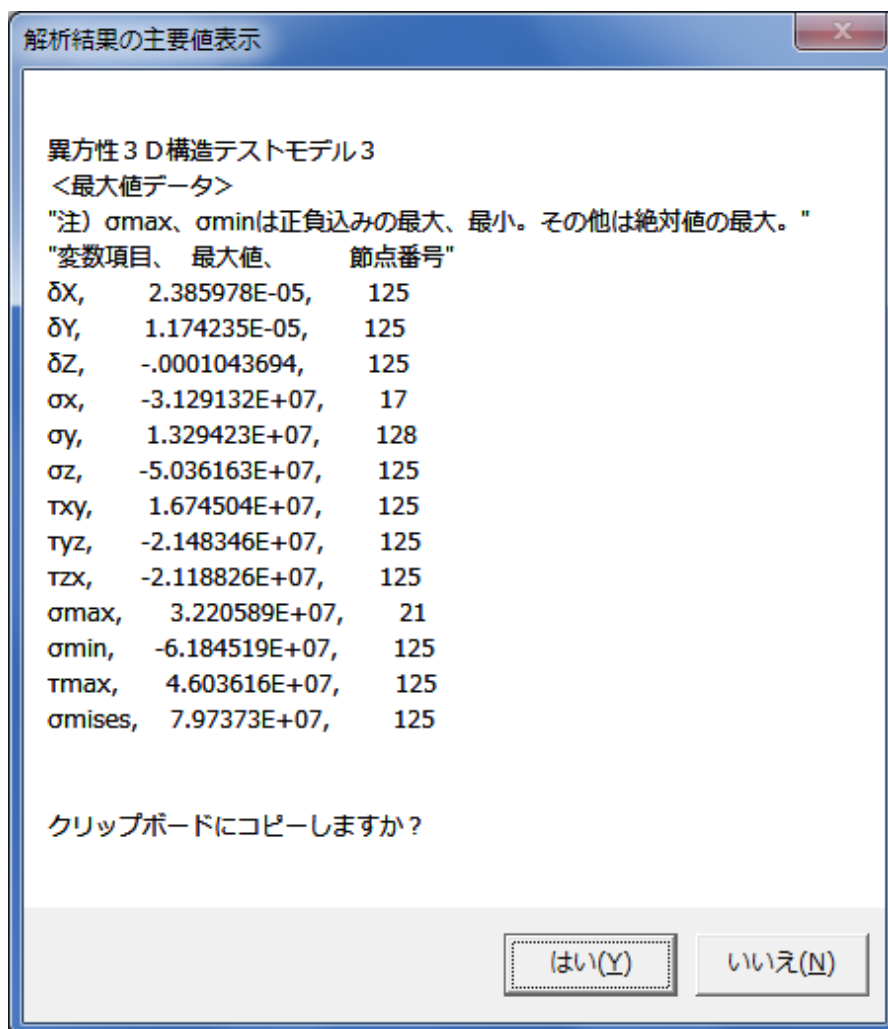 解析結果の主要値表示
異方性３Ｄ構造テストモデル３
＜最大値データ＞
"注）σmax、σminは正負込みの最大、最小。その他は絶対値の最大。"
"変数項目、 最大値、 節点番号"
δX, 2.385978E-05, 125
δY, 1.174235E-05, 125
δZ, -.0001043694, 125
σx, -3.129132E+07, 17
σy, 1.329423E+07, 128
σz, -5.036163E+07, 125
τxy, 1.674504E+07, 125
τyz, -2.148346E+07, 125
τzx, -2.118826E+07, 125
σmax, 3.220589E+07, 21
σmin, -6.184519E+07, 125
τmax, 4.603616E+07, 125
σmises, 7.97373E+07, 125
クリップボードにコピーしますか？
はい(Y) いいえ(N)